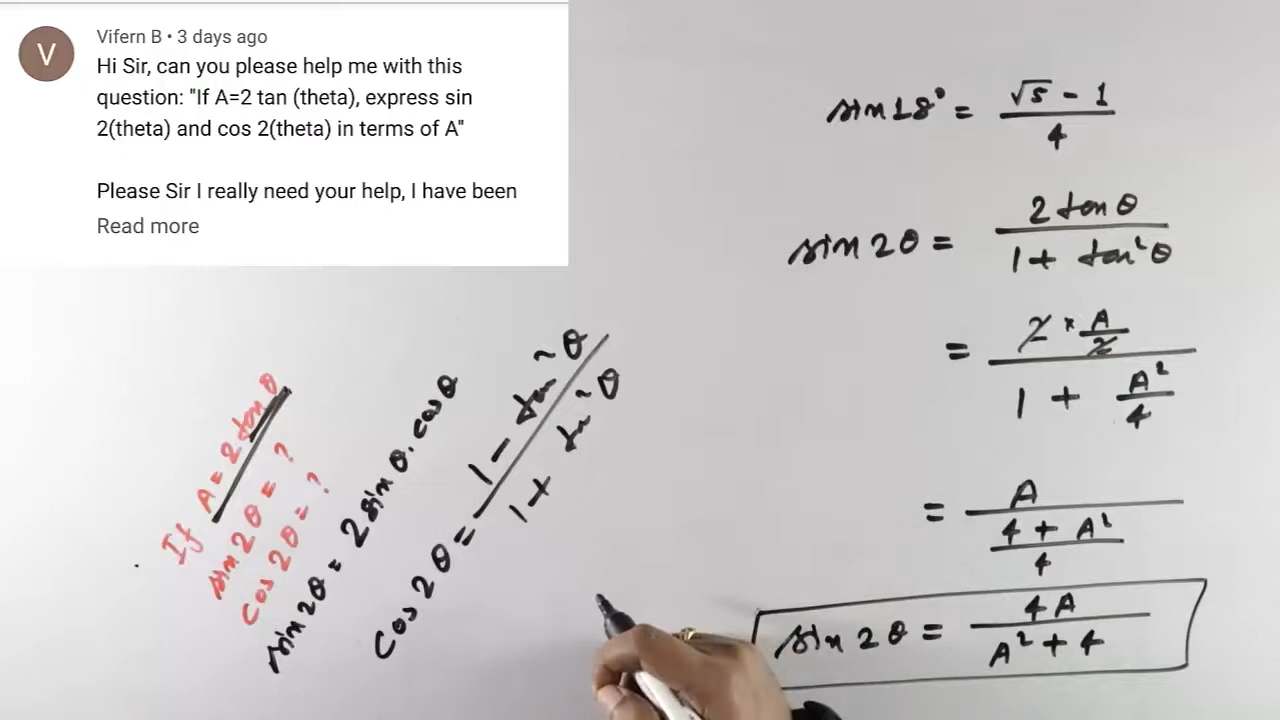 V
Vifern B • 3 days ago
Hi Sir, can you please help me with this
question: "If A=2 tan (theta), express sin
2(theta) and cos 2(theta) in terms of A"
Please Sir I really need your help, I have been
Read more
If A = 2 tan θ
sin 2θ = ?
cos 2θ = ?
sin 2θ = 2 sin θ . cos θ
cos 2θ = 1 - tan² θ / 1 + tan² θ
sin 18° = √5 - 1 / 4
sin 2θ = 2 tan θ / 1 + tan² θ
= 2 × A/2 / 1 + A²/4
= A / 4 + A² / 4
sin 2θ = 4A / A² + 4